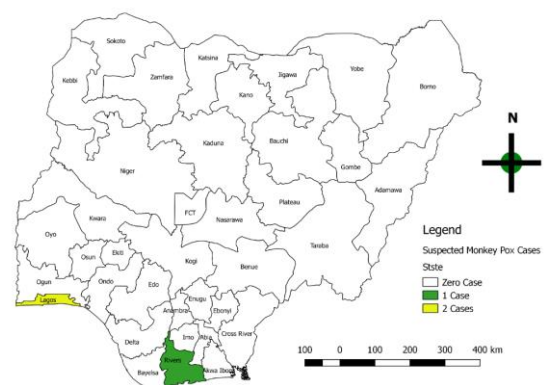 Sokoto
Katsina
Jigawa
Yobe
Borno
Kebbi
Zamfara
Kano
Kaduna
Bauchi
Gombe
Niger
Adamawa
Plateau
FCT
Nasarawa
Kwara
Taraba
Oyo
Kogi
Benue
Osun
Ekiti
Ogun
Ondo
Edo
Enugu
Lagos
Anambra
Ebonyi
Cross River
Delta
Imo
Abia
Rivers
Bayelsa
Akwa Ibom
N
Legend
Suspected Monkey Pox Cases
Stste
Zero Case
1 Case
2 Cases
100 0 100 200 300 400 km